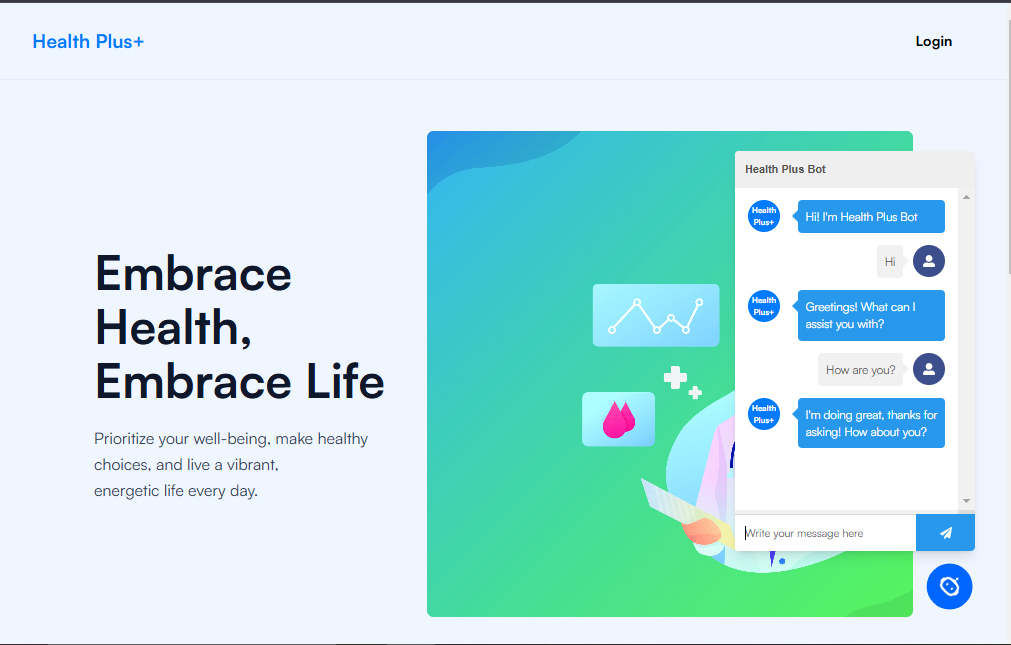 Health Plus+
Login
Embrace
Health,
Embrace Life
Prioritize your well-being, make healthy
choices, and live a vibrant,
energetic life every day.
Health Plus Bot
Health
Plus+
Hi! I'm Health Plus Bot
Hi
Health
Plus+
Greetings! What can I
assist you with?
How are you?
Health
Plus+
I'm doing great, thanks for
asking! How about you?
Write your message here